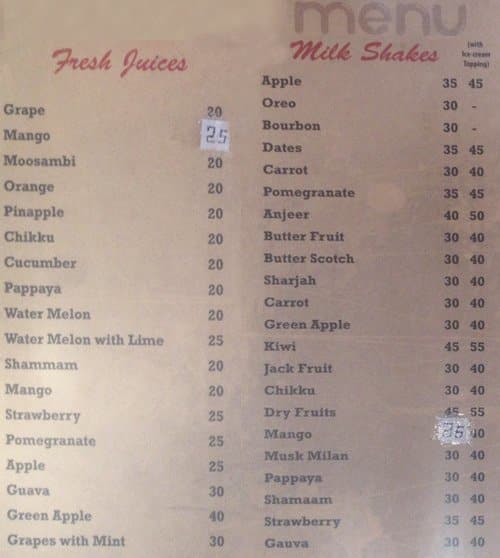 menu
Fresh Juices
Grape 20
Mango 25
Moosambi 20
Orange 20
Pinapple 20
Chikku 20
Cucumber 20
Pappaya 20
Water Melon 20
Water Melon with Lime 25
Shammam 20
Mango 20
Strawberry 25
Pomegranate 25
Apple 25
Guava 30
Green Apple 40
Grapes with Mint 30
Milk Shakes (with Ice-cream Topping)
Apple 35 45
Oreo 30 -
Bourbon 30 -
Dates 35 45
Carrot 30 40
Pomegranate 35 45
Anjeer 40 50
Butter Fruit 30 40
Butter Scotch 30 40
Sharjah 30 40
Carrot 30 40
Green Apple 30 40
Kiwi 45 55
Jack Fruit 30 40
Chikku 30 40
Dry Fruits 45 55
Mango 35 40
Musk Milan 30 40
Pappaya 30 40
Shamaam 30 40
Strawberry 35 45
Gauva 30 40